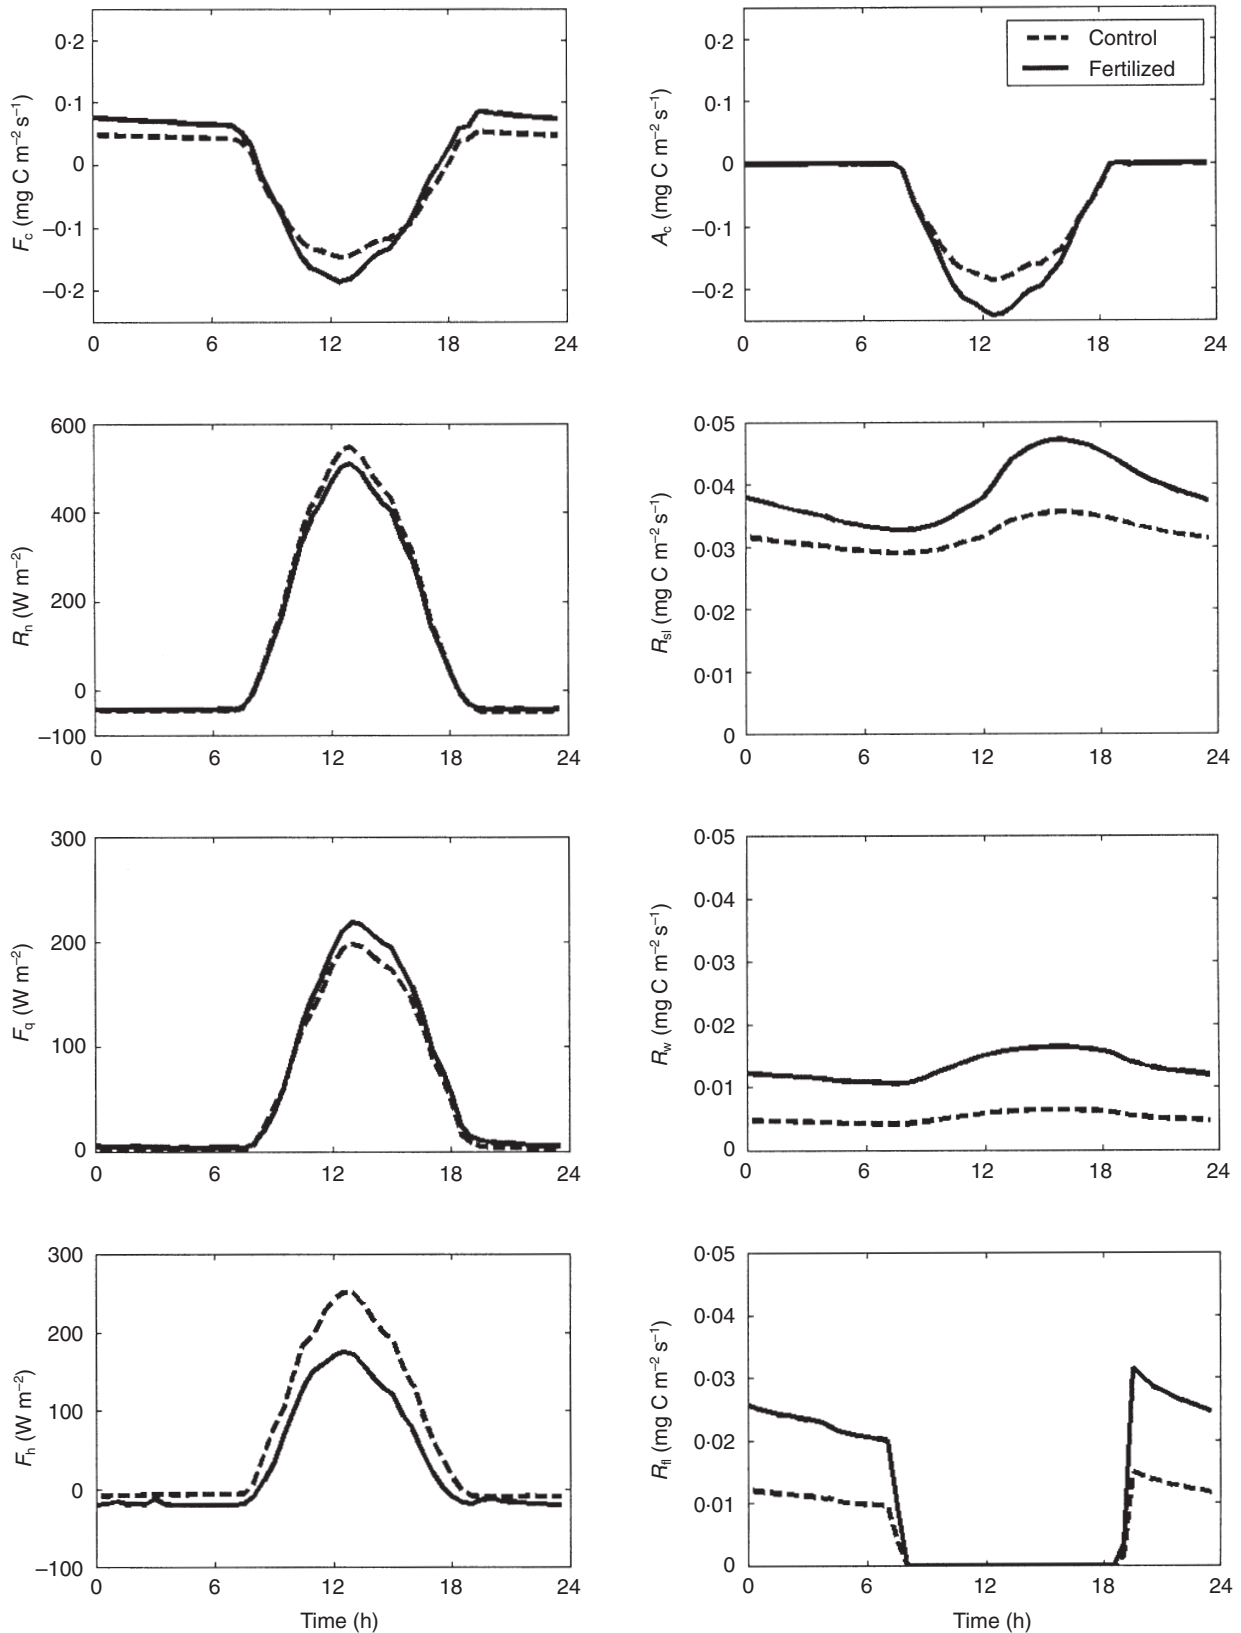 0·2
0·1
0
–0·1
–0·2
F_c (mg C m⁻² s⁻¹)
0 6 12 18 24
0·2
0·1
0
–0·1
–0·2
A_c (mg C m⁻² s⁻¹)
Control
Fertilized
0 6 12 18 24
600
400
200
0
–100
R_n (W m⁻²)
0 6 12 18 24
0·05
0·04
0·03
0·02
0·01
0
R_sl (mg C m⁻² s⁻¹)
0 6 12 18 24
300
200
100
0
F_q (W m⁻²)
0 6 12 18 24
0·05
0·04
0·03
0·02
0·01
0
R_w (mg C m⁻² s⁻¹)
0 6 12 18 24
300
200
100
0
–100
F_h (W m⁻²)
0 6 12 18 24
Time (h)
0·05
0·04
0·03
0·02
0·01
0
R_fl (mg C m⁻² s⁻¹)
0 6 12 18 24
Time (h)